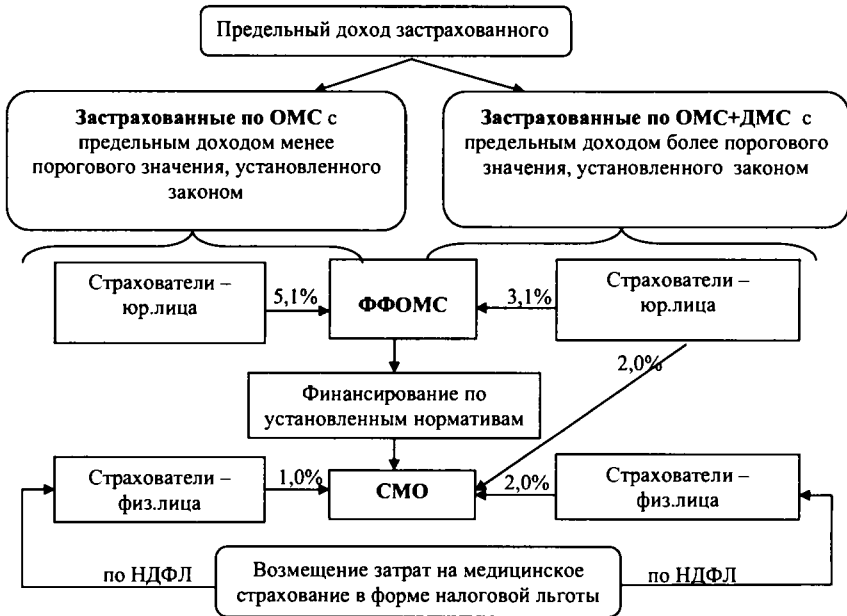 Предельный доход застрахованного
Застрахованные по ОМС с
предельным доходом менее
порогового значения, установленного
законом
Застрахованные по ОМС+ДМС с
предельным доходом более порогового
значения, установленного законом
Страхователи –
юр.лица
5,1%
ФФОМС
3,1%
Страхователи –
юр.лица
2,0%
Финансирование по
установленным нормативам
Страхователи –
физ.лица
1,0%
СМО
2,0%
Страхователи –
физ.лица
по НДФЛ
Возмещение затрат на медицинское
страхование в форме налоговой льготы
по НДФЛ